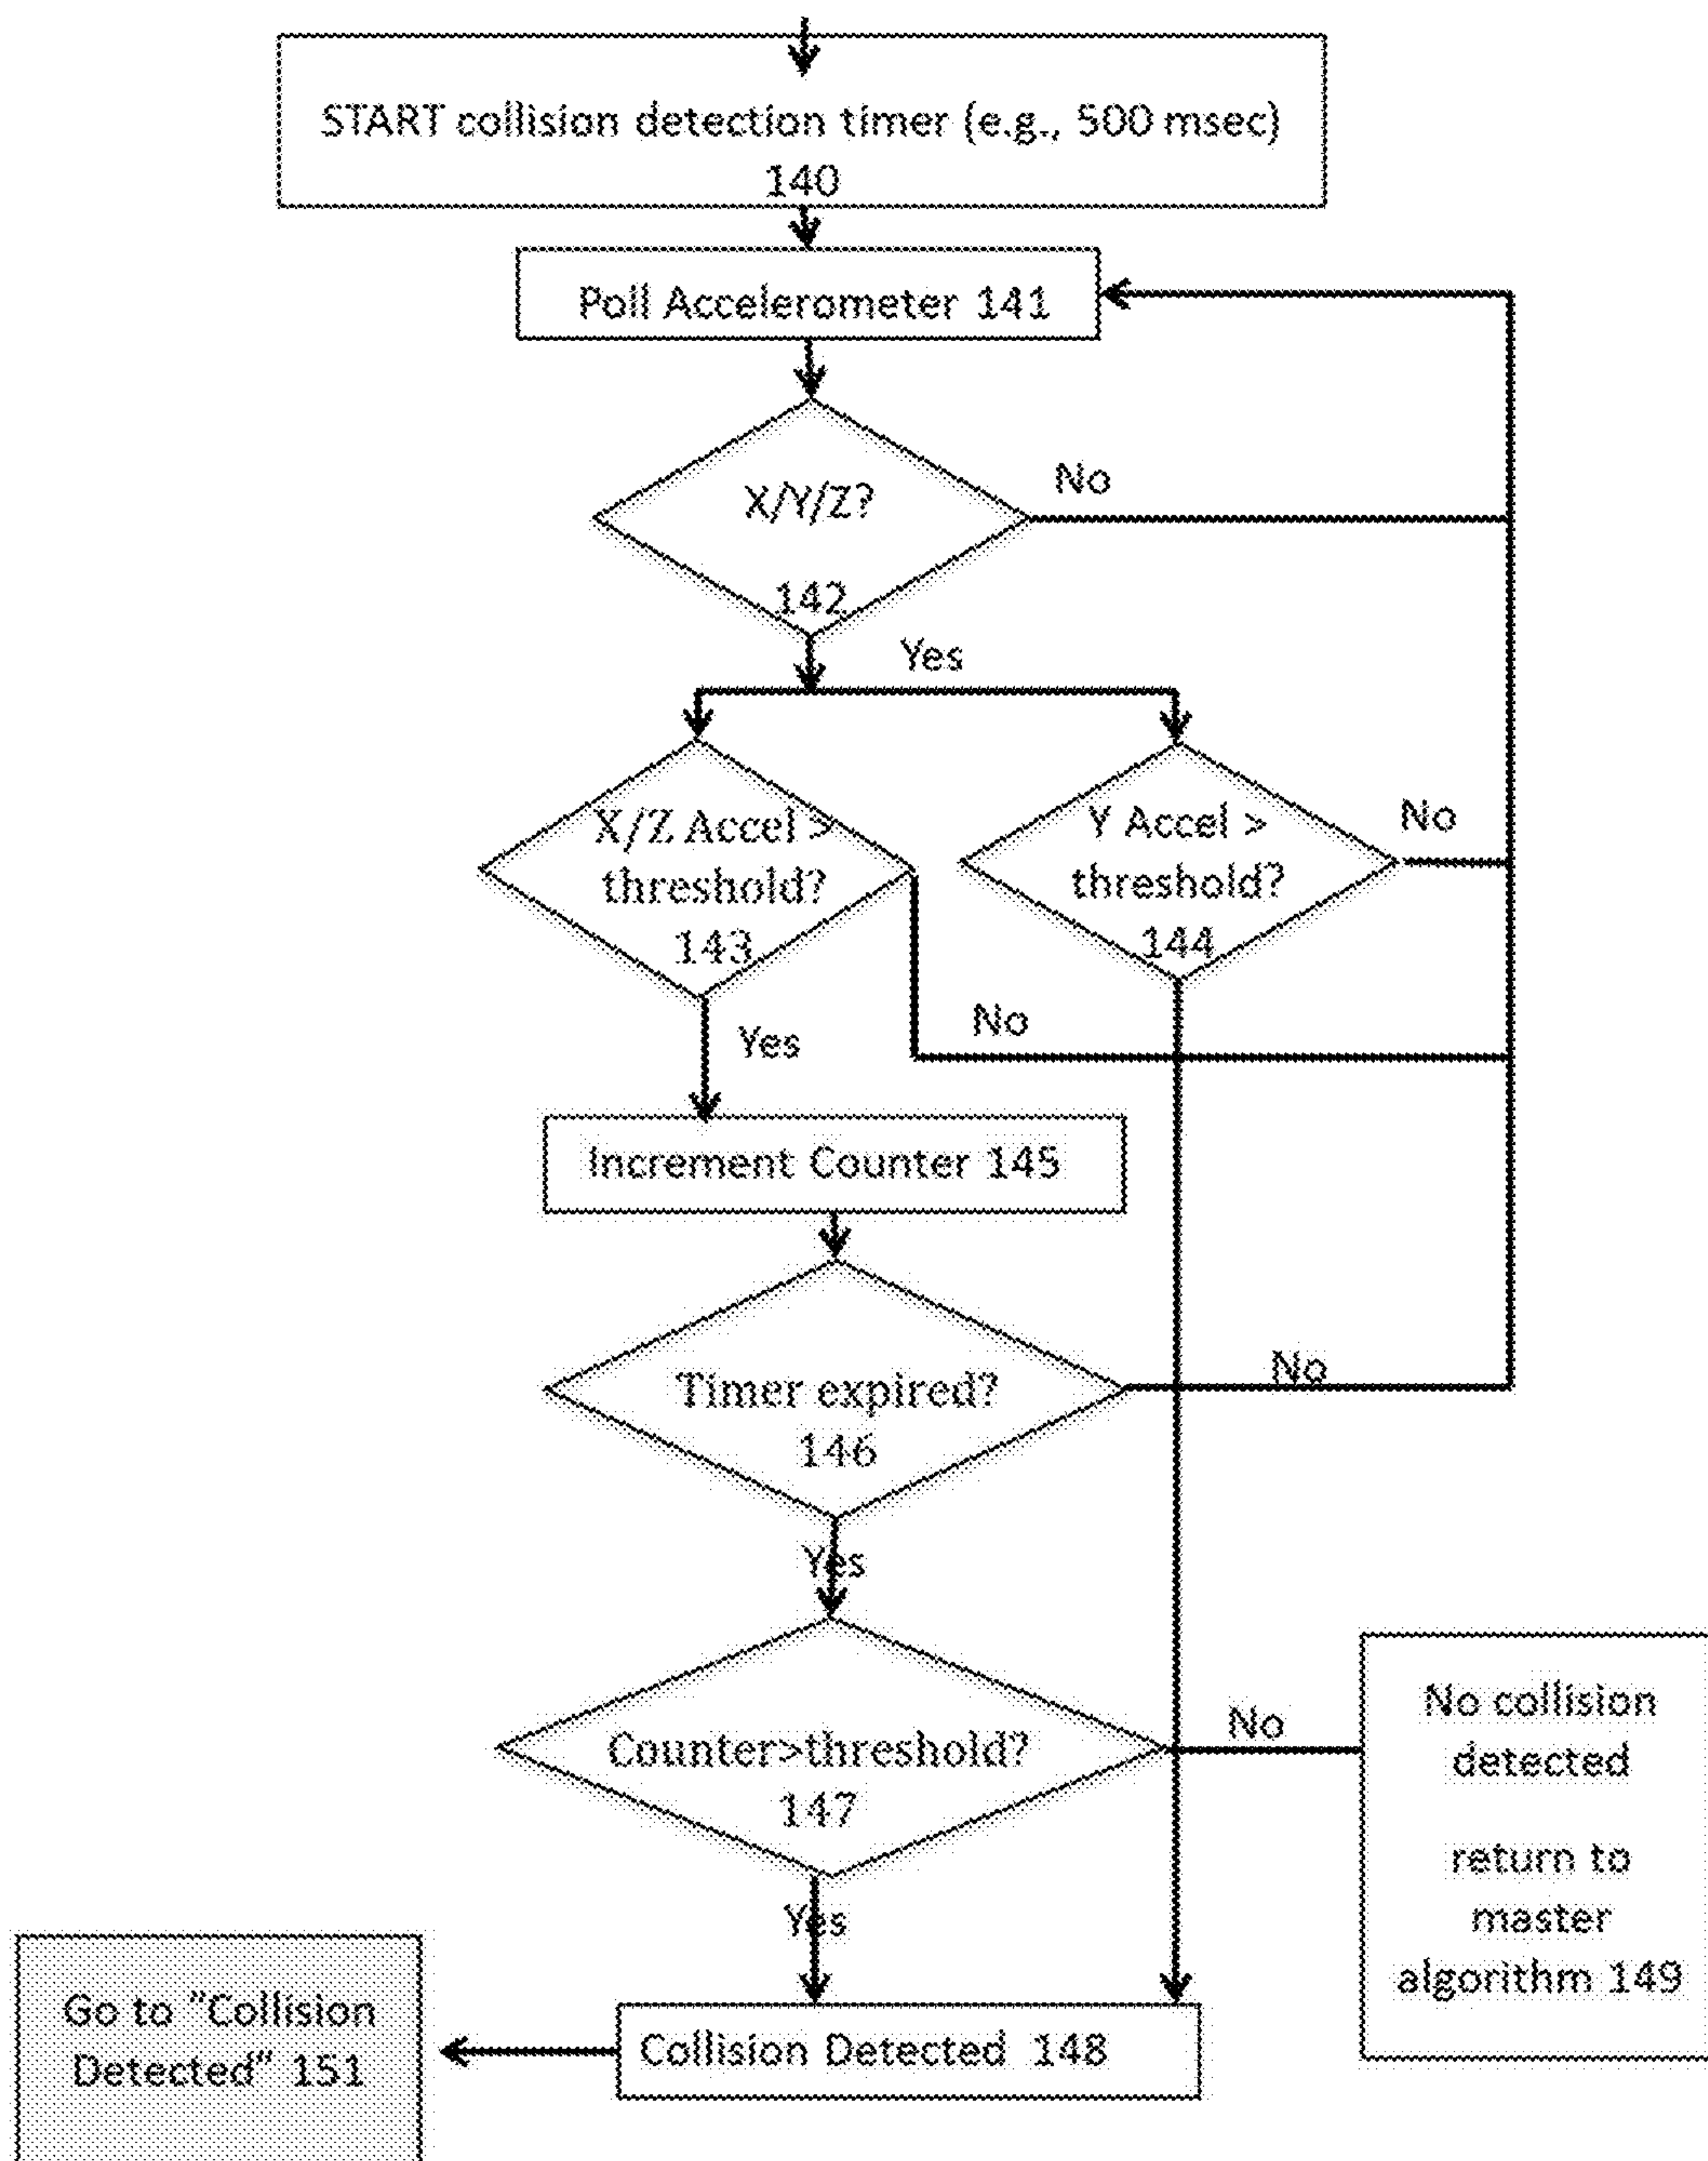 START collision detection timer (e.g., 500 msec)
140
Poll Accelerometer 141
X/Y/Z?
No
142
Yes
X/Z Accel >
threshold?
143
Y Accel >
threshold?
144
No
Yes
No
Increment Counter 145
Timer expired?
146
No
Yes
Counter>threshold?
147
No
No collision
detected
return to
master
algorithm 149
Yes
Go to "Collision
Detected" 151
Collision Detected 148